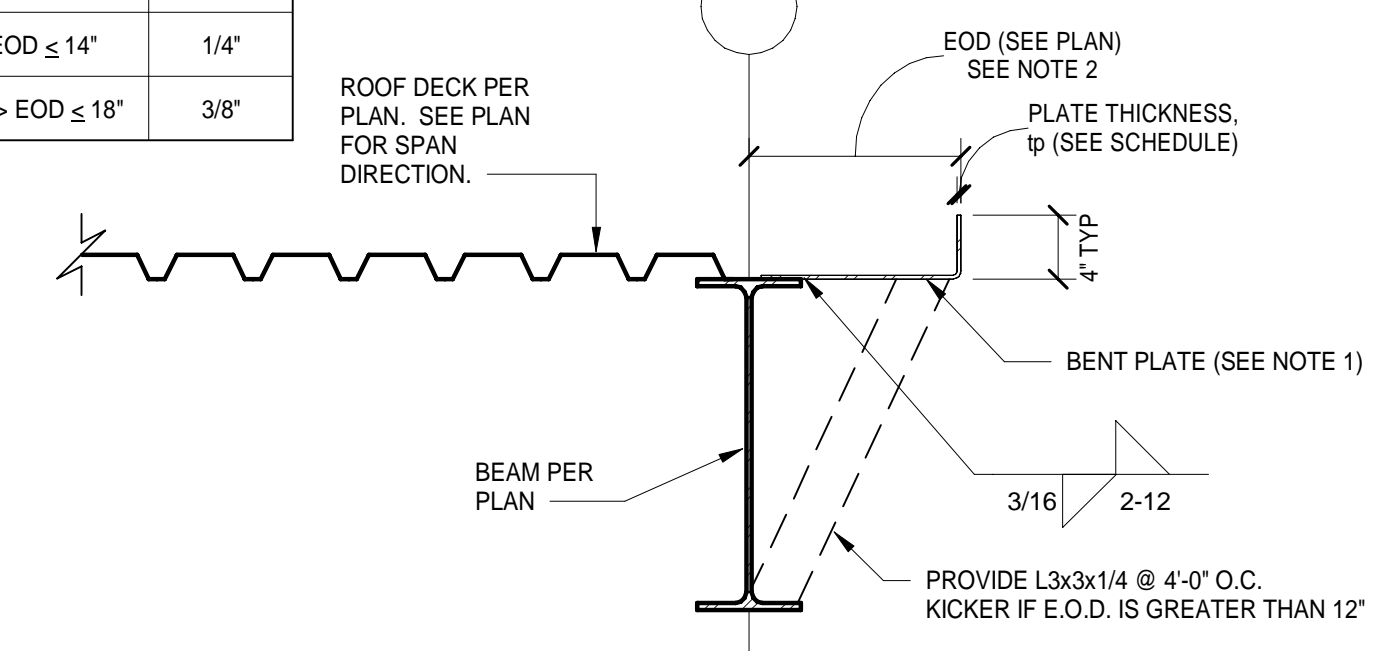 EOD ≤ 14" 1/4"
> EOD ≤ 18" 3/8"
ROOF DECK PER
PLAN. SEE PLAN
FOR SPAN
DIRECTION.
EOD (SEE PLAN)
SEE NOTE 2
PLATE THICKNESS,
tp (SEE SCHEDULE)
4" TYP
BENT PLATE (SEE NOTE 1)
BEAM PER
PLAN
3/16 2-12
PROVIDE L3x3x1/4 @ 4'-0" O.C.
KICKER IF E.O.D. IS GREATER THAN 12"